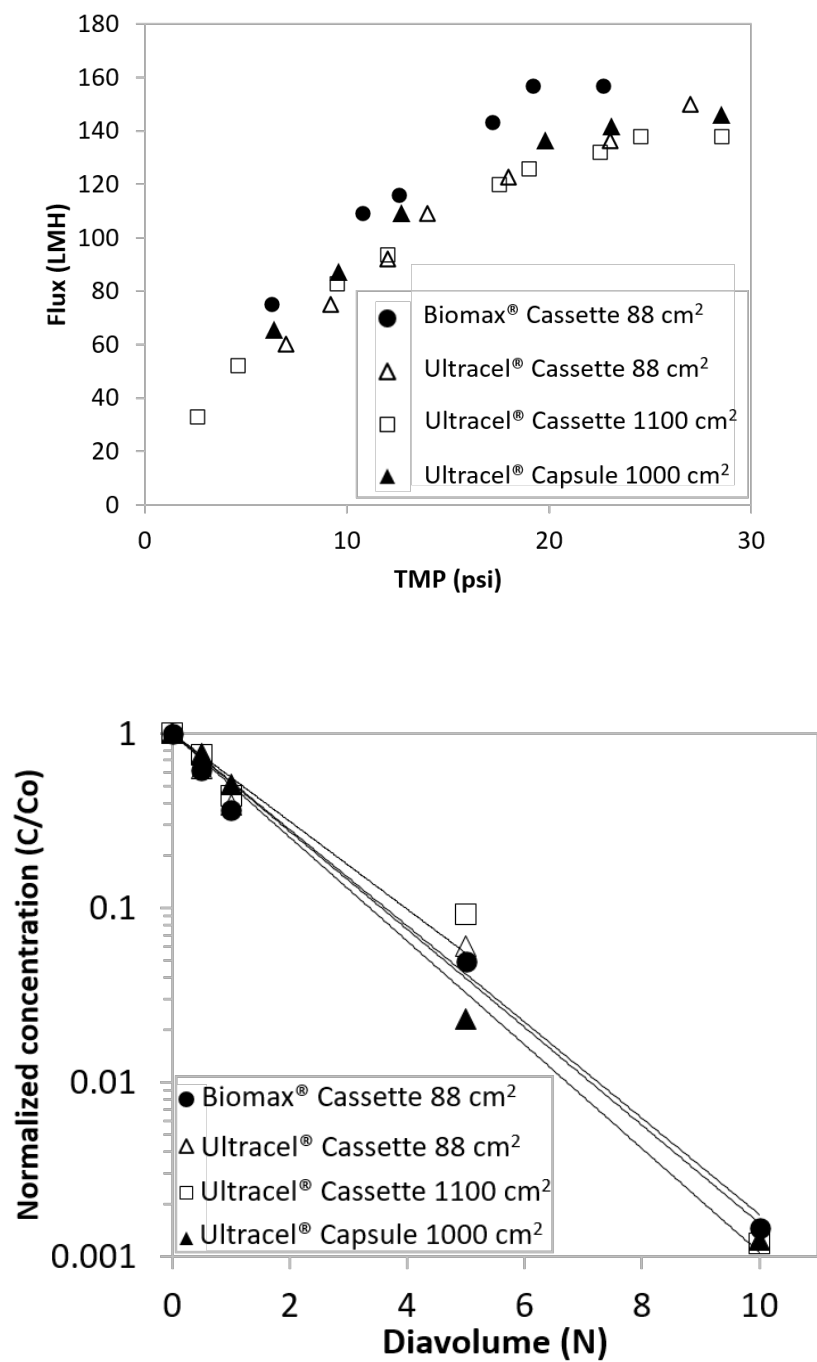 180
160
140
120
100
80
60
40
20
0
Flux (LMH)
Biomax® Cassette 88 cm²
Ultracel® Cassette 88 cm²
Ultracel® Cassette 1100 cm²
Ultracel® Capsule 1000 cm²
0 10 20 30
TMP (psi)
1
0.1
0.01
0.001
Normalized concentration (C/Co)
Biomax® Cassette 88 cm²
Ultracel® Cassette 88 cm²
Ultracel® Cassette 1100 cm²
Ultracel® Capsule 1000 cm²
0 2 4 6 8 10
Diavolume (N)